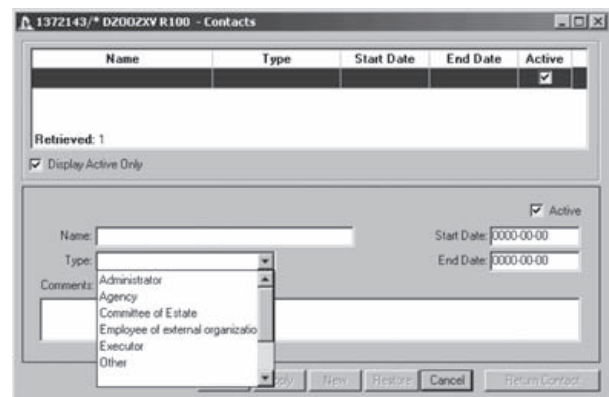 1372143/* DZ00ZXV R100 - Contacts
Name Type Start Date End Date Active
Retrieved: 1
Display Active Only
Active
Name: Start Date: 0000-00-00
Type: End Date: 0000-00-00
Comments:
Administrator
Agency
Committee of Estate
Employee of external organizatio
Executor
Other
New Restore Cancel Return Contact